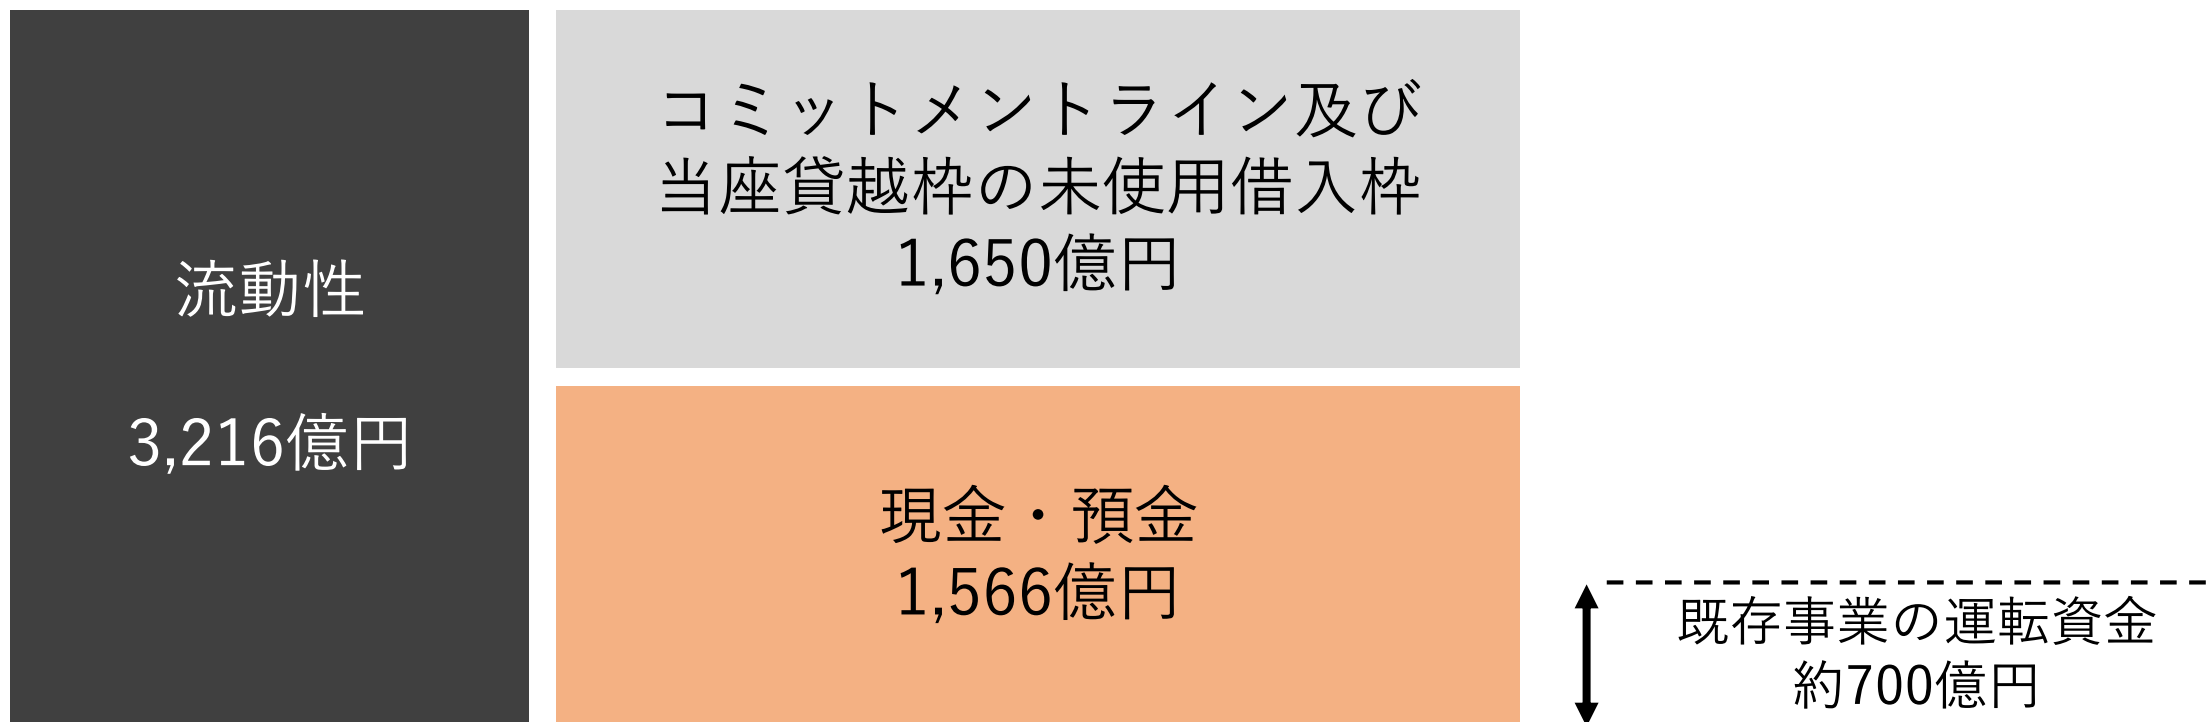 流動性
3,216億円
コミットメントライン及び
当座貸越枠の未使用借入枠
1,650億円
現金・預金
1,566億円
既存事業の運転資金
約700億円